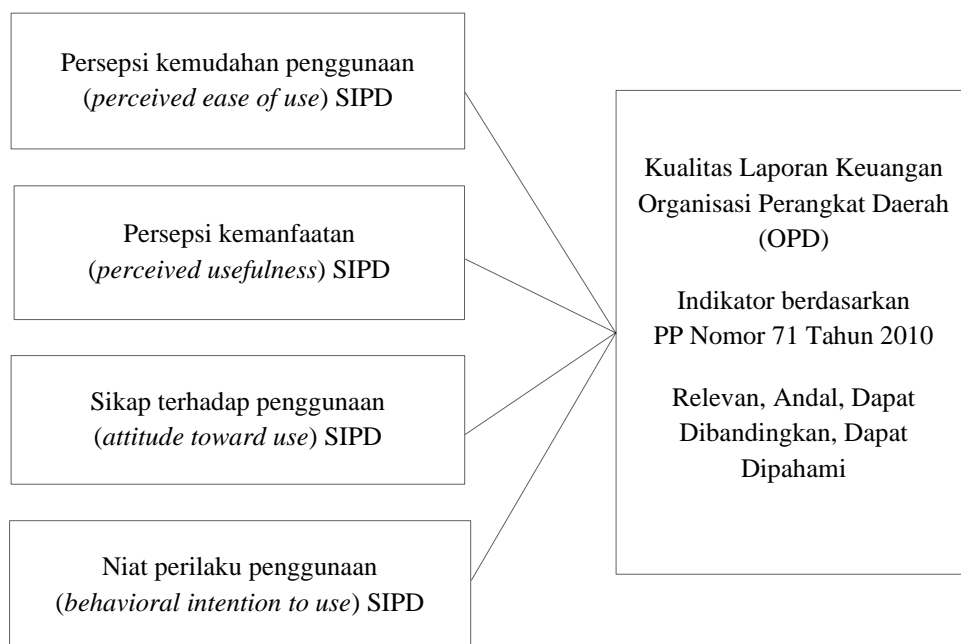 Persepsi kemudahan penggunaan
(perceived ease of use) SIPD
Persepsi kemanfaatan
(perceived usefulness) SIPD
Sikap terhadap penggunaan
(attitude toward use) SIPD
Niat perilaku penggunaan
(behavioral intention to use) SIPD
Kualitas Laporan Keuangan
Organisasi Perangkat Daerah
(OPD)
Indikator berdasarkan
PP Nomor 71 Tahun 2010
Relevan, Andal, Dapat
Dibandingkan, Dapat
Dipahami